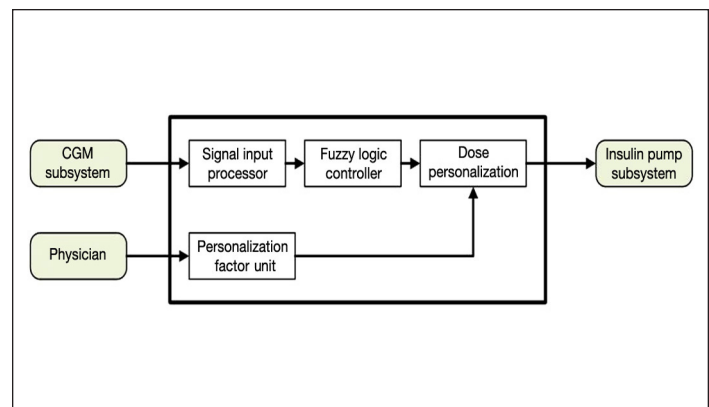 CGM
subsystem
Signal input
processor
Fuzzy logic
controller
Dose
personalization
Insulin pump
subsystem
Physician
Personalization
factor unit